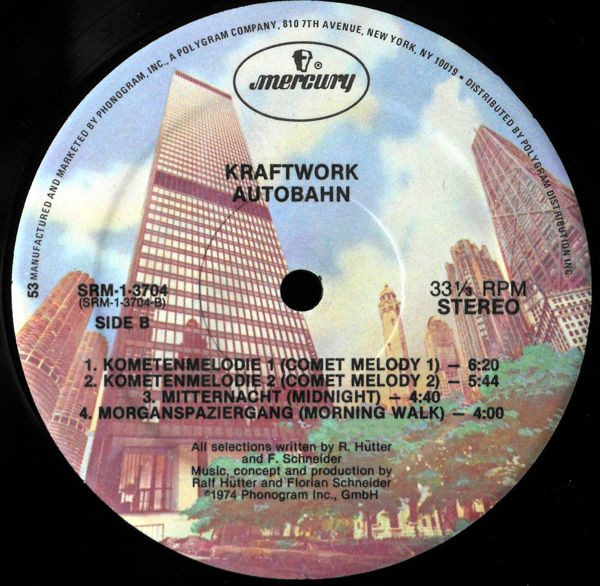 53 MANUFACTURED AND MARKETED BY PHONOGRAM, INC., A POLYGRAM COMPANY, 810 7TH AVENUE, NEW YORK, NY 10019 • DISTRIBUTED BY POLYGRAM DISTRIBUTION INC.
®
mercury
KRAFTWORK
AUTOBAHN
SRM-1-3704
(SRM-1-3704-B)
SIDE B
33⅓ RPM
STEREO
1. KOMETENMELODIE 1 (COMET MELODY 1) — 6:20
2. KOMETENMELODIE 2 (COMET MELODY 2) — 5:44
3. MITTERNACHT (MIDNIGHT) — 4:40
4. MORGANSPAZIERGANG (MORNING WALK) — 4:00
All selections written by R. Hütter
and F. Schneider
Music, concept and production by
Ralf Hütter and Florian Schneider
℗1974 Phonogram Inc., GmbH